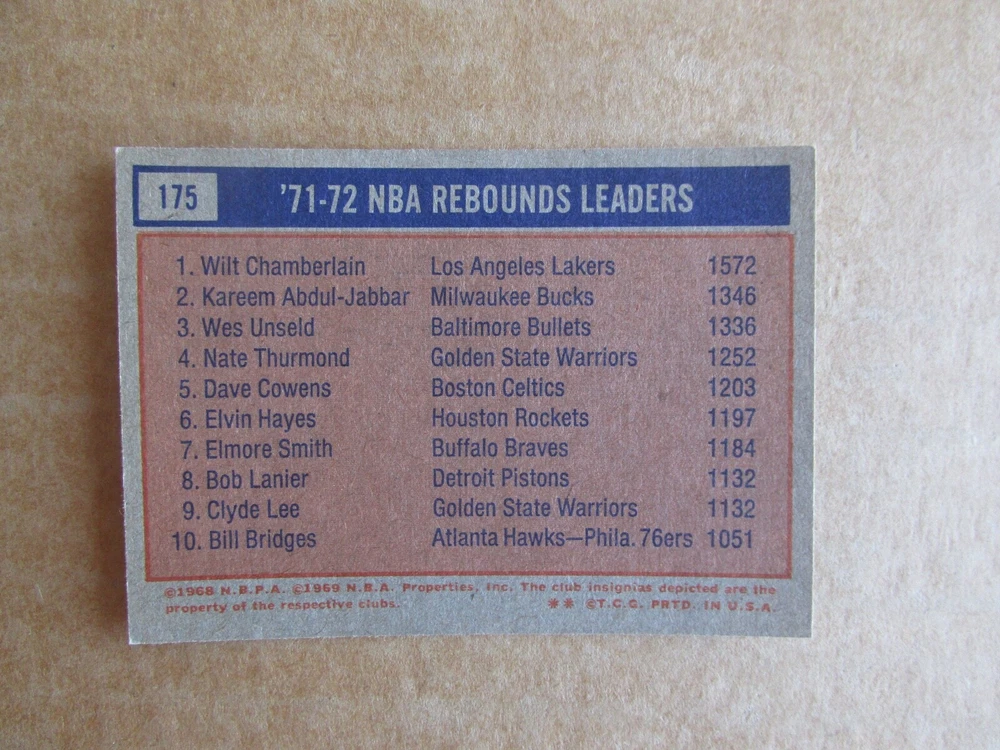 175 '71-72 NBA REBOUNDS LEADERS
1. Wilt Chamberlain Los Angeles Lakers 1572
2. Kareem Abdul-Jabbar Milwaukee Bucks 1346
3. Wes Unseld Baltimore Bullets 1336
4. Nate Thurmond Golden State Warriors 1252
5. Dave Cowens Boston Celtics 1203
6. Elvin Hayes Houston Rockets 1197
7. Elmore Smith Buffalo Braves 1184
8. Bob Lanier Detroit Pistons 1132
9. Clyde Lee Golden State Warriors 1132
10. Bill Bridges Atlanta Hawks—Phila. 76ers 1051
©1968 N.B.P.A. ©1969 N.B.A. Properties, Inc. The club insignias depicted are the
property of the respective clubs. ** ©T.C.G. PRTD. IN U.S.A.